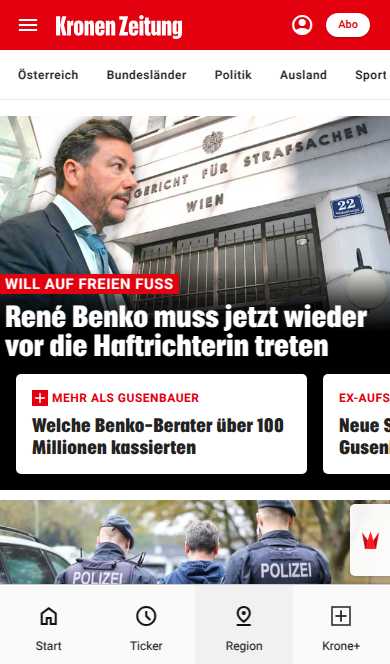 Kronen Zeitung
Abo
Österreich Bundesländer Politik Ausland Sport
GERICHT FÜR STRAFSACHEN
WIEN
22
WILL AUF FREIEN FUSS
René Benko muss jetzt wieder
vor die Haftrichterin treten
MEHR ALS GUSENBAUER
Welche Benko-Berater über 100
Millionen kassierten
EX-AUFS
Neue S
Gusen
POLIZEI
POLIZEI
Start Ticker Region Krone+